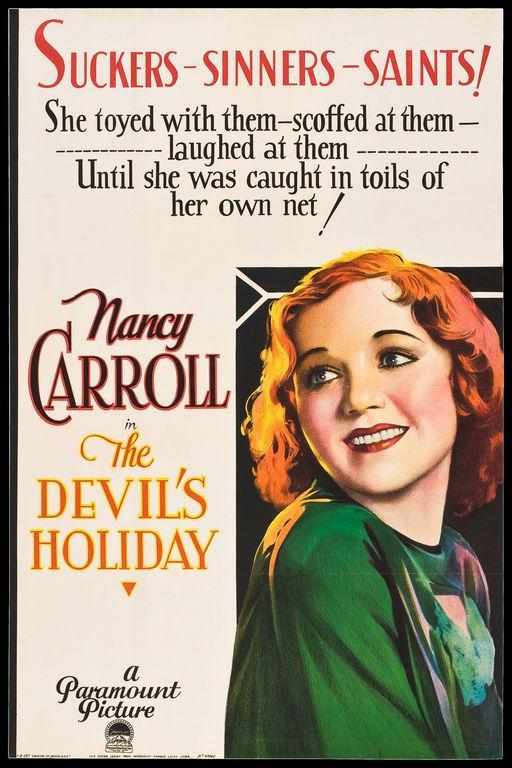 SUCKERS-SINNERS-SAINTS!
She toyed with them-scoffed at them-
------------laughed at them-------------
Until she was caught in toils of
her own net!
Nancy
CARROLL
in
The
DEVIL'S
HOLIDAY
a
Paramount
Picture